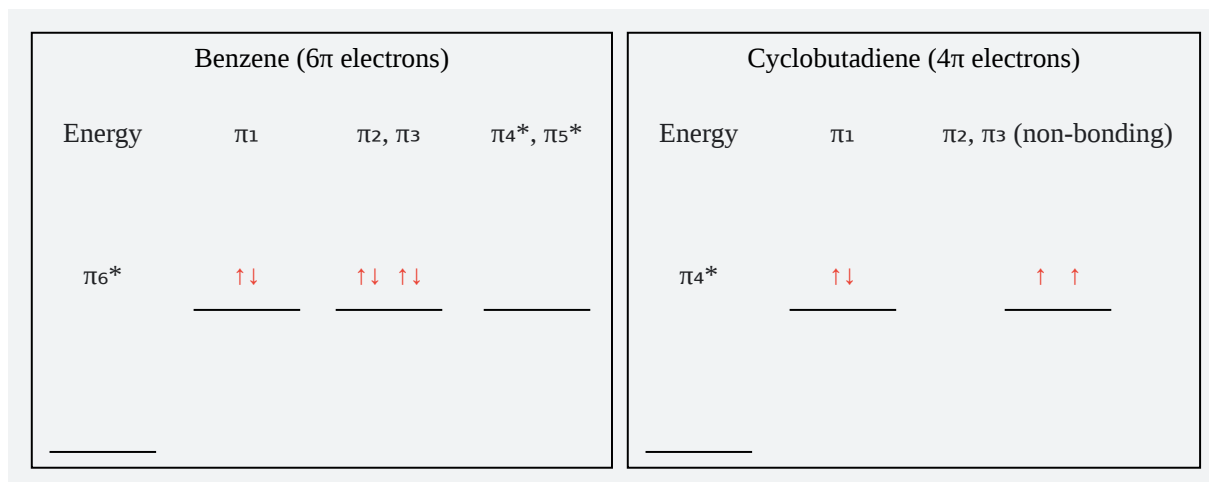 Benzene (6π electrons)
Energy π₁ π₂, π₃ π₄*, π₅*
π₆* ↑↓ ↑↓ ↑↓
Cyclobutadiene (4π electrons)
Energy π₁ π₂, π₃ (non-bonding)
π₄* ↑↓ ↑ ↑